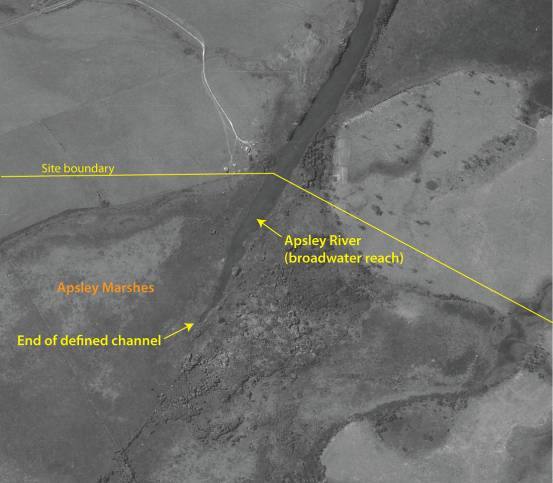 Site boundary
Apsley River
(broadwater reach)
Apsley Marshes
End of defined channel